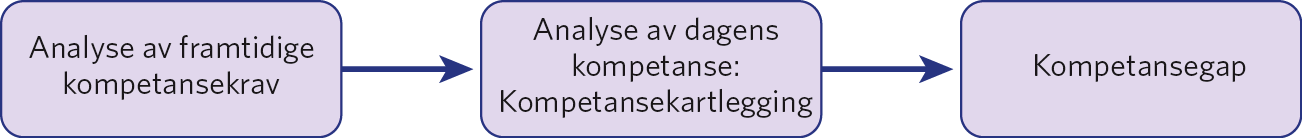 Analyse av framtidige
kompetansekrav
Analyse av dagens
kompetanse:
Kompetansekartlegging
Kompetansegap